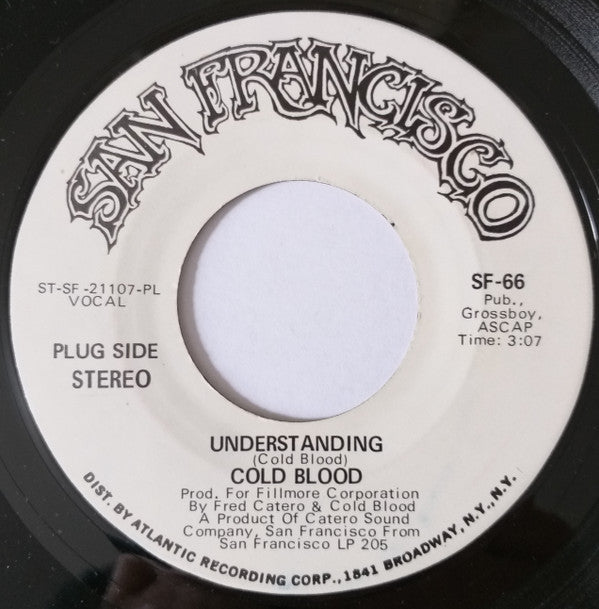 SAN FRANCISCO
ST-SF-21107-PL
VOCAL
PLUG SIDE
STEREO
SF-66
Pub.,
Grossboy,
ASCAP
Time: 3:07
UNDERSTANDING
(Cold Blood)
COLD BLOOD
Prod. For Fillmore Corporation
By Fred Catero & Cold Blood
A Product Of Catero Sound
Company, San Francisco From
San Francisco LP 205
DIST. BY ATLANTIC RECORDING CORP., 1841 BROADWAY, N.Y., N.Y.